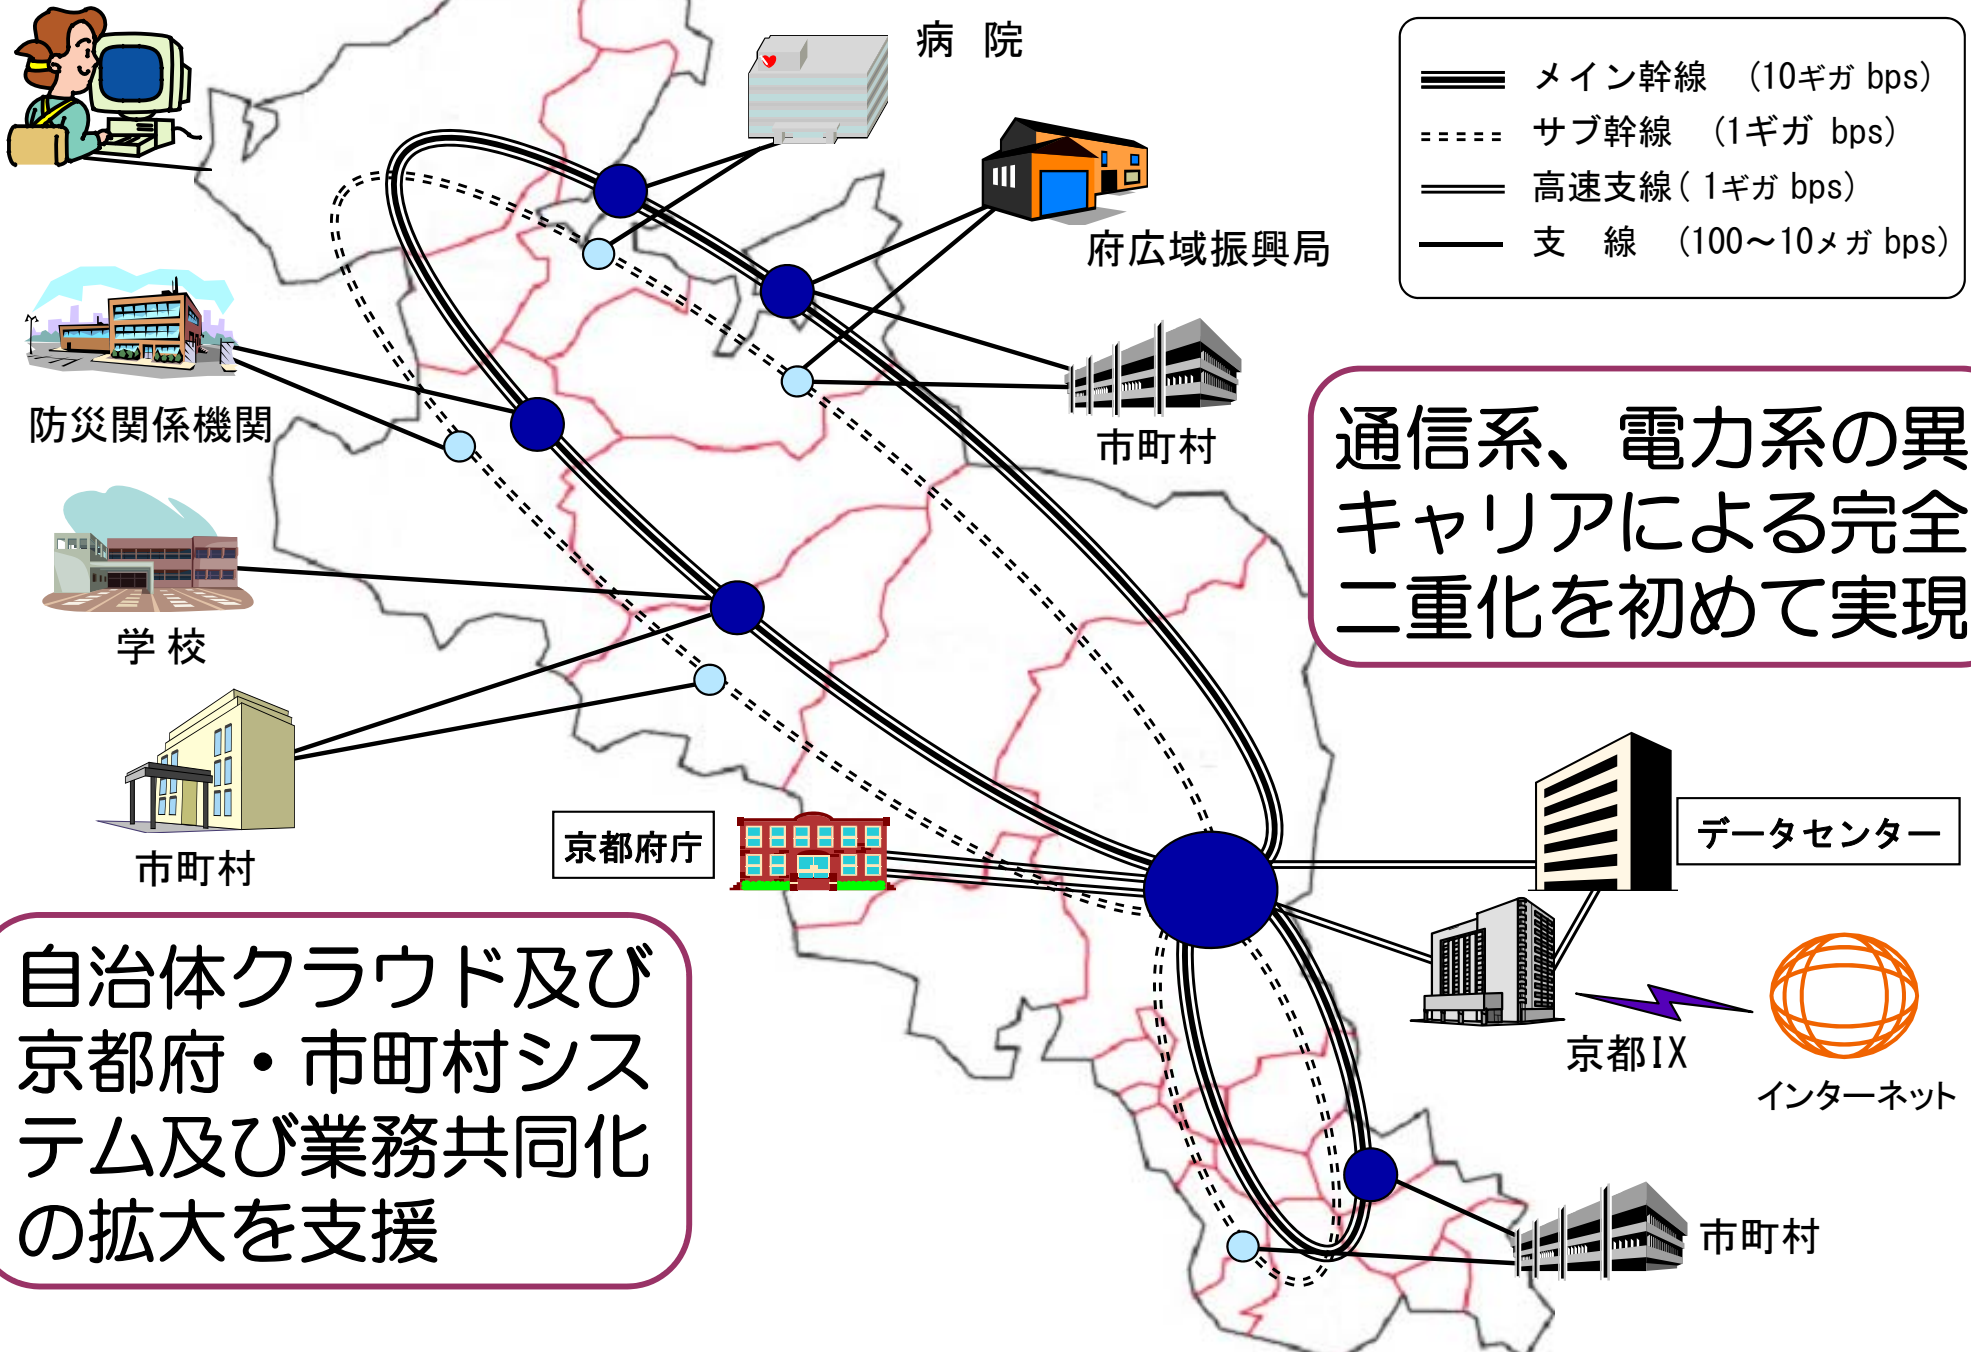 病　院
メイン幹線　（10ギガ bps）
サブ幹線　（1ギガ bps）
高速支線（ 1ギガ bps）
支　線　（100～10メガ bps）
府広域振興局
防災関係機関
市町村
通信系、電力系の異
キャリアによる完全
二重化を初めて実現
学 校
市町村
京都府庁
データセンター
自治体クラウド及び
京都府・市町村シス
テム及び業務共同化
の拡大を支援
京都IX
インターネット
市町村